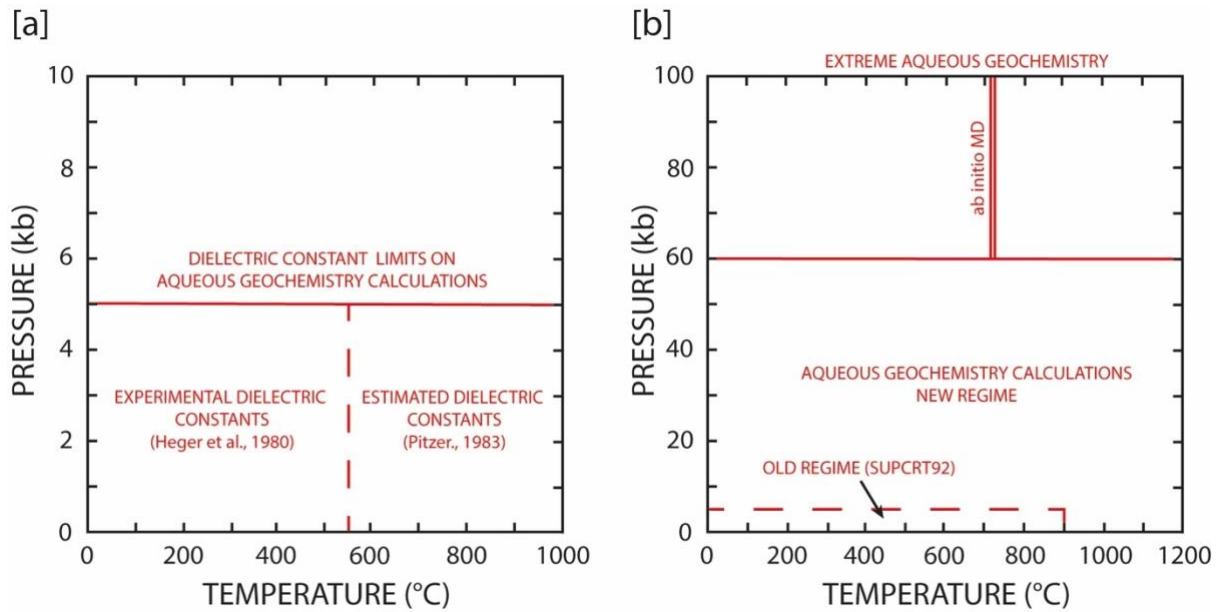 [a]
10
8
6
4
2
0
PRESSURE (kb)
DIELECTRIC CONSTANT LIMITS ON
AQUEOUS GEOCHEMISTRY CALCULATIONS
EXPERIMENTAL DIELECTRIC
CONSTANTS
(Heger et al., 1980)
ESTIMATED DIELECTRIC
CONSTANTS
(Pitzer., 1983)
0 200 400 600 800 1000
TEMPERATURE (°C)
[b]
EXTREME AQUEOUS GEOCHEMISTRY
100
80
60
40
20
0
PRESSURE (kb)
ab initio MD
AQUEOUS GEOCHEMISTRY CALCULATIONS
NEW REGIME
OLD REGIME (SUPCRT92)
0 200 400 600 800 1000 1200
TEMPERATURE (°C)